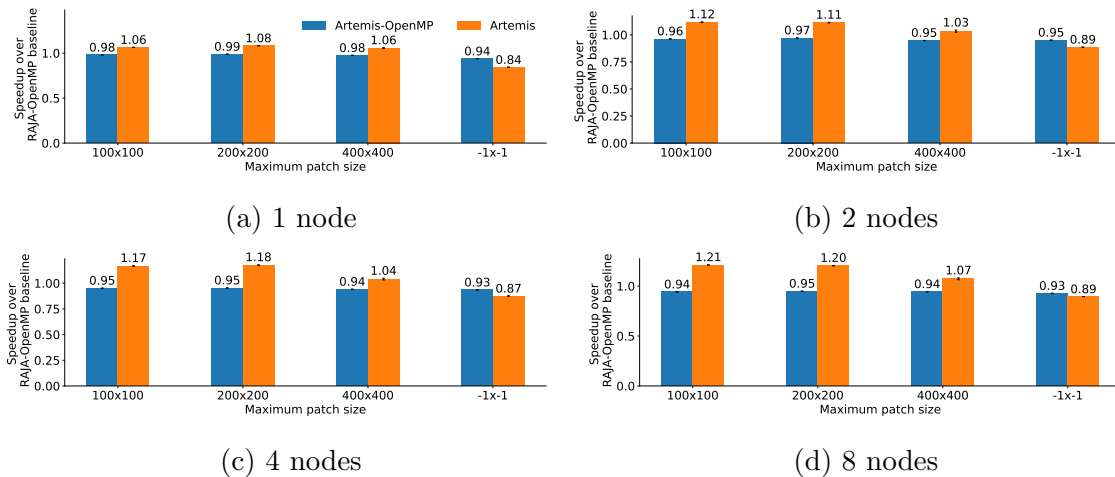 Artemis-OpenMP Artemis
Speedup over
RAJA-OpenMP baseline
1.0
0.5
0.0
0.98 1.06 0.99 1.08 0.98 1.06 0.94 0.84
100x100 200x200 400x400 -1x-1
Maximum patch size
(a) 1 node
Speedup over
RAJA-OpenMP baseline
1.00
0.75
0.50
0.25
0.00
0.96 1.12 0.97 1.11 0.95 1.03 0.95 0.89
100x100 200x200 400x400 -1x-1
Maximum patch size
(b) 2 nodes
Speedup over
RAJA-OpenMP baseline
1.00
0.75
0.50
0.25
0.00
0.95 1.17 0.95 1.18 0.94 1.04 0.93 0.87
100x100 200x200 400x400 -1x-1
Maximum patch size
(c) 4 nodes
Speedup over
RAJA-OpenMP baseline
1.0
0.5
0.0
0.94 1.21 0.95 1.20 0.94 1.07 0.93 0.89
100x100 200x200 400x400 -1x-1
Maximum patch size
(d) 8 nodes